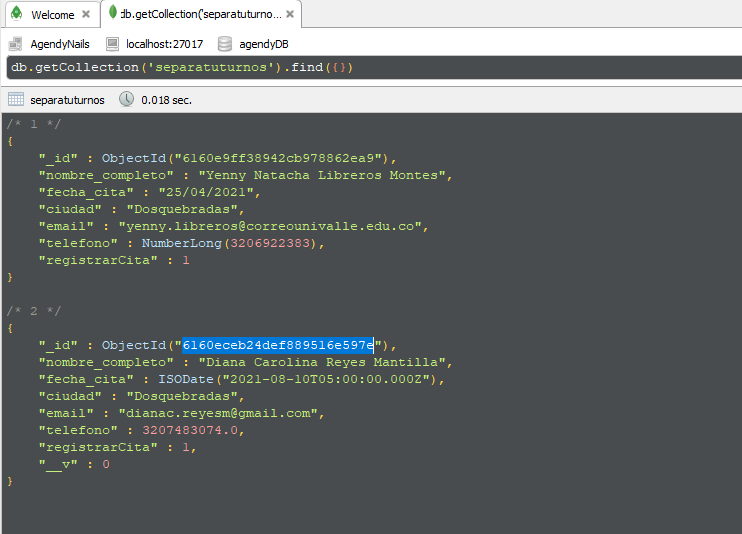 Welcome
db.getCollection('separatuturno...
AgendyNails localhost:27017 agendyDB
db.getCollection('separatuturnos').find({})
separatuturnos 0.018 sec.
/* 1 */
{
"_id" : ObjectId("6160e9ff38942cb978862ea9"),
"nombre_completo" : "Yenny Natacha Libreros Montes",
"fecha_cita" : "25/04/2021",
"ciudad" : "Dosquebradas",
"email" : "yenny.libreros@correounivalle.edu.co",
"telefono" : NumberLong(3206922383),
"registrarCita" : 1
}
/* 2 */
{
"_id" : ObjectId("6160eceb24def889516e597e"),
"nombre_completo" : "Diana Carolina Reyes Mantilla",
"fecha_cita" : ISODate("2021-08-10T05:00:00.000Z"),
"ciudad" : "Dosquebradas",
"email" : "dianac.reyesm@gmail.com",
"telefono" : 3207483074.0,
"registrarCita" : 1,
"__v" : 0
}